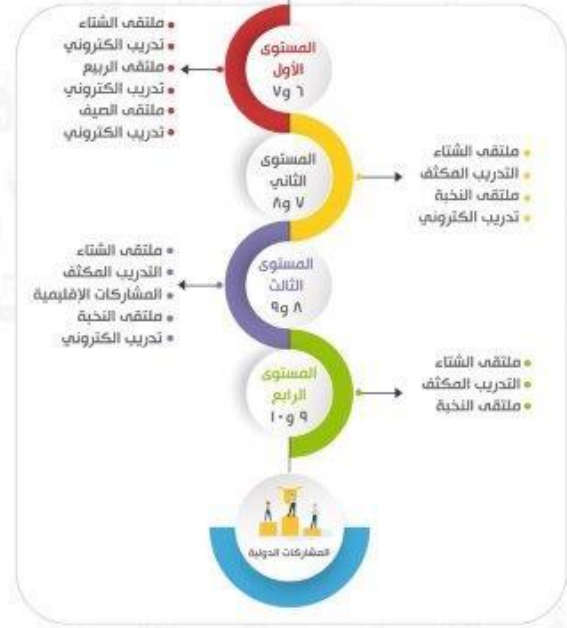 المستوى
الأول
٦ و٧
ملتقى الشتاء
تدريب الكتروني
ملتقى الربيع
تدريب الكتروني
ملتقى الصيف
تدريب الكتروني
المستوى
الثاني
٧ و٨
ملتقى الشتاء
التدريب المكثف
ملتقى النخبة
تدريب الكتروني
المستوى
الثالث
٨ و٩
ملتقى الشتاء
التدريب المكثف
المشاركات الاقليمية
ملتقى النخبة
تدريب الكتروني
المستوى
الرابع
٩ و١٠
ملتقى الشتاء
التدريب المكثف
ملتقى النخبة
المشاركات الدولية